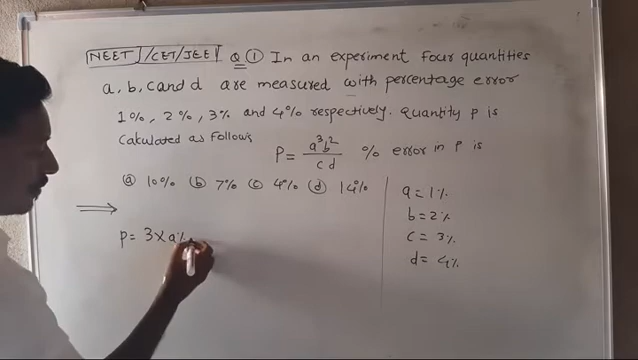 NEET /CET/JEE Q ① In an experiment four quantities
a, b, c and d are measured with percentage error
1%, 2%, 3% and 4% respectively. Quantity p is
calculated as follows
P = a³b² / cd % error in P is
ⓐ 10% ⓑ 7% ⓒ 4% ⓓ 14%
a = 1%
b = 2%
c = 3%
d = 4%
P = 3×a%